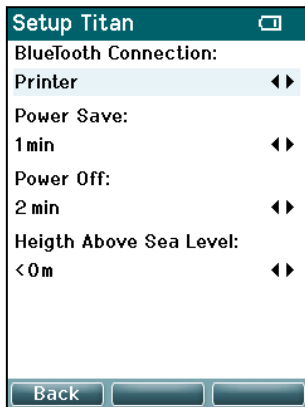 Setup Titan
BlueTooth Connection:
Printer
Power Save:
1 min
Power Off:
2 min
Heigth Above Sea Level:
<0m
Back